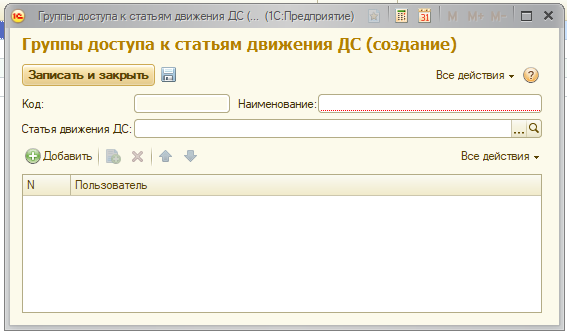 Группы доступа к статьям движения ДС (... (1С:Предприятие)
M M+ M-
Группы доступа к статьям движения ДС (создание)
Записать и закрыть Все действия ?
Код: Наименование:
Статья движения ДС: ...
Добавить Все действия
N Пользователь